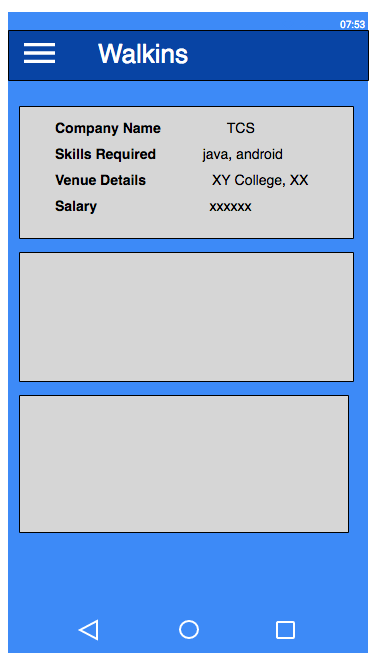 07:53
Walkins
Company Name TCS
Skills Required java, android
Venue Details XY College, XX
Salary xxxxxx